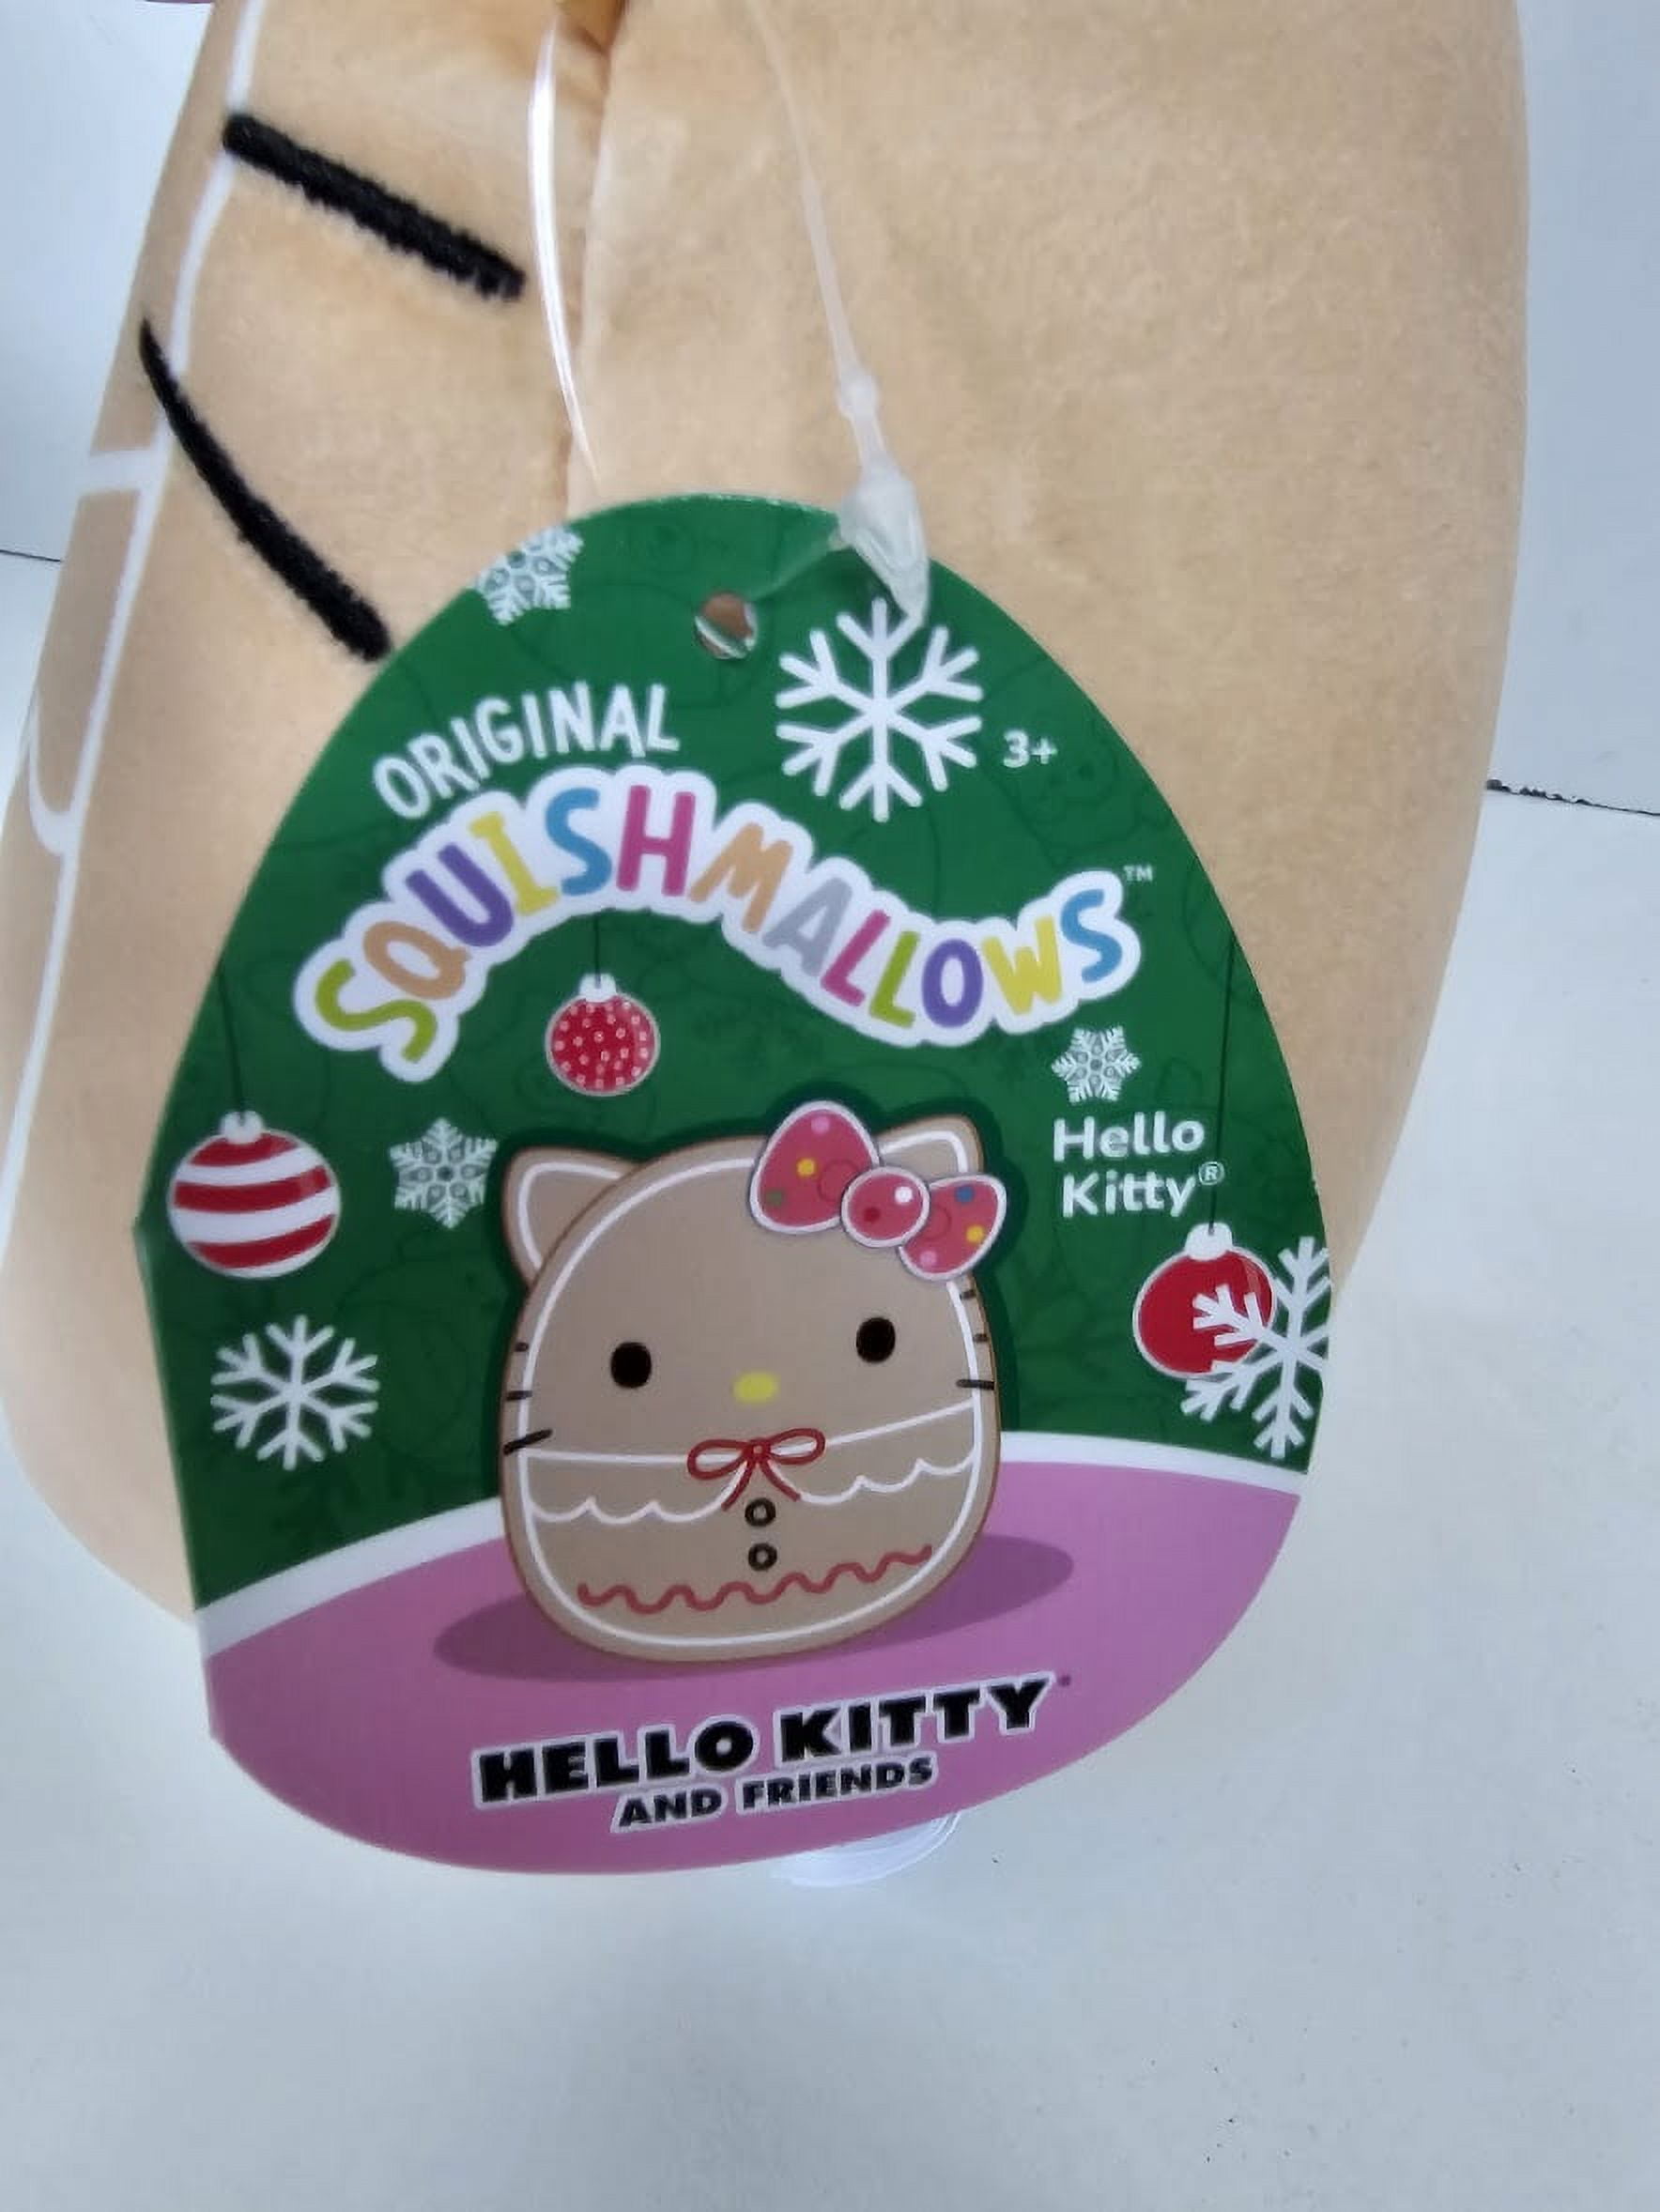 ORIGINAL
3+
SQUISHMALLOWS™
Hello
Kitty®
HELLO KITTY
AND FRIENDS